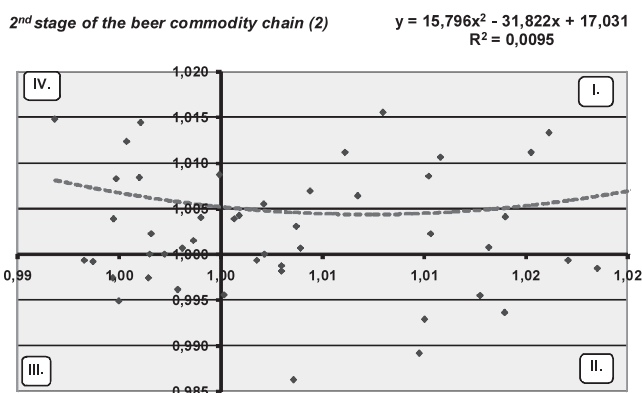 2nd stage of the beer commodity chain (2)
y = 15,796x² - 31,822x + 17,031
R² = 0,0095
IV.
1,020
I.
1,015
1,010
1,005
1,000
0,99 1,00 1,00 1,01 1,01 1,02 1,02
0,995
0,990
III.
II.
0,985